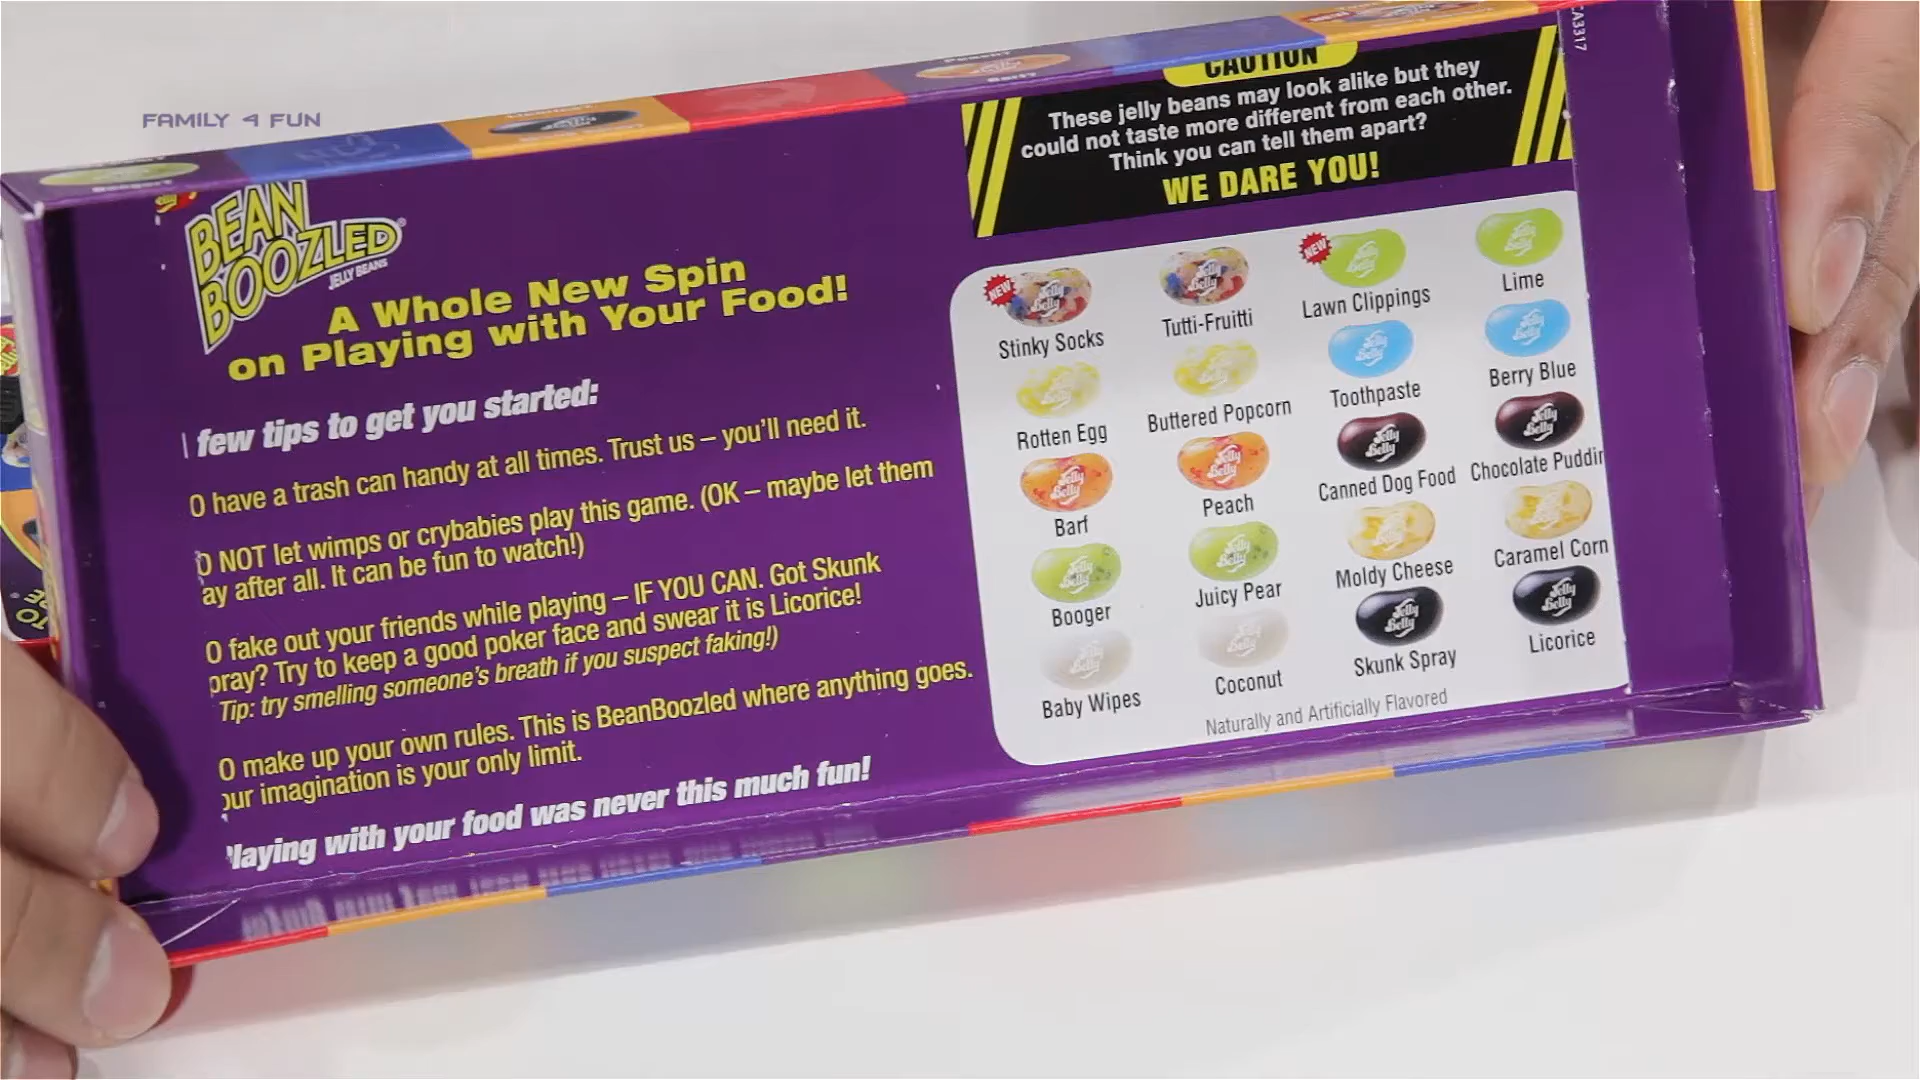 FAMILY 4 FUN
BEAN
BOOZLED
JELLY BEANS
A Whole New Spin
on Playing with Your Food!
few tips to get you started:
O have a trash can handy at all times. Trust us – you'll need it.
O NOT let wimps or crybabies play this game. (OK – maybe let them
ay after all. It can be fun to watch!)
O fake out your friends while playing – IF YOU CAN. Got Skunk
pray? Try to keep a good poker face and swear it is Licorice!
Tip: try smelling someone's breath if you suspect faking!)
O make up your own rules. This is BeanBoozled where anything goes.
our imagination is your only limit.
laying with your food was never this much fun!
CAUTION
These jelly beans may look alike but they
could not taste more different from each other.
Think you can tell them apart?
WE DARE YOU!
CA3317
NEW NEW
Stinky Socks Tutti-Fruitti Lawn Clippings Lime
Rotten Egg Buttered Popcorn Toothpaste Berry Blue
Barf Peach Canned Dog Food Chocolate Puddin
Booger Juicy Pear Moldy Cheese Caramel Corn
Baby Wipes Coconut Skunk Spray Licorice
Naturally and Artificially Flavored